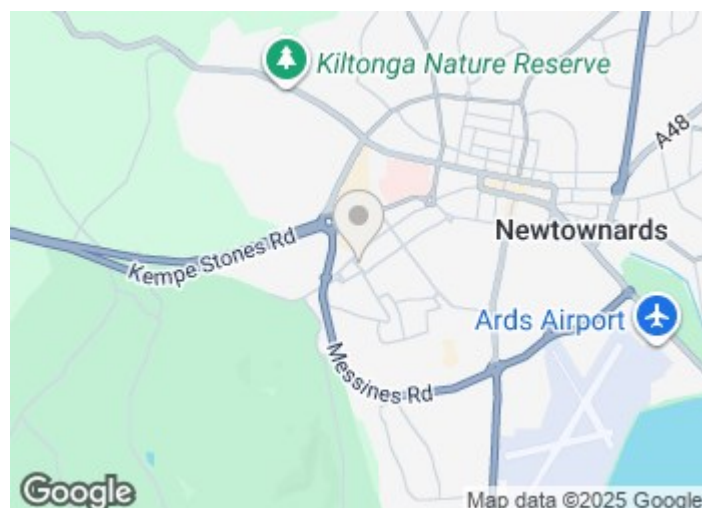 Kiltonga Nature Reserve
A48
Newtownards
Kempe Stones Rd
Ards Airport
Messines Rd
Google
Map data ©2025 Google